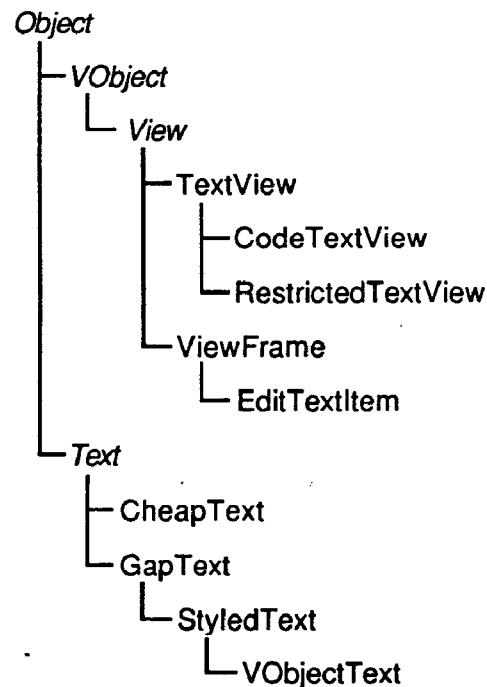 Object
VObject
View
TextView
CodeTextView
RestrictedTextView
ViewFrame
EditTextItem
Text
CheapText
GapText
StyledText
VObjectText